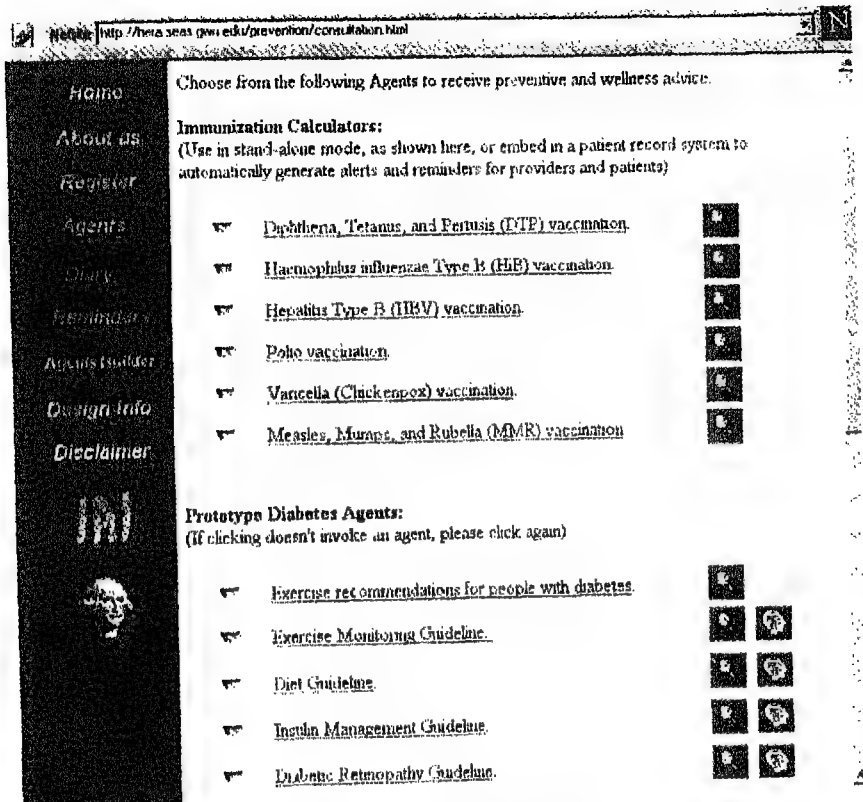 http://hera.seas.gwu.edu/prevention/consultation.html
N
Home
About us
Register
Agents
Diary
Reminders
Agents Builder
Design Info
Disclaimer
Choose from the following Agents to receive preventive and wellness advice.
Immunization Calculators:
(Use in stand-alone mode, as shown here, or embed in a patient record system to
automatically generate alerts and reminders for providers and patients)
Diphtheria, Tetanus, and Pertusis (DTP) vaccination.
Haemophilus influenzae Type B (HiB) vaccination.
Hepatitis Type B (HBV) vaccination.
Polio vaccination.
Varicella (Chickenpox) vaccination.
Measles, Mumps, and Rubella (MMR) vaccination
Prototype Diabetes Agents:
(If clicking doesn't invoke an agent, please click again)
Exercise recommendations for people with diabetes.
Exercise Monitoring Guideline.
Diet Guideline.
Insulin Management Guideline.
Diabetic Retinopathy Guideline.